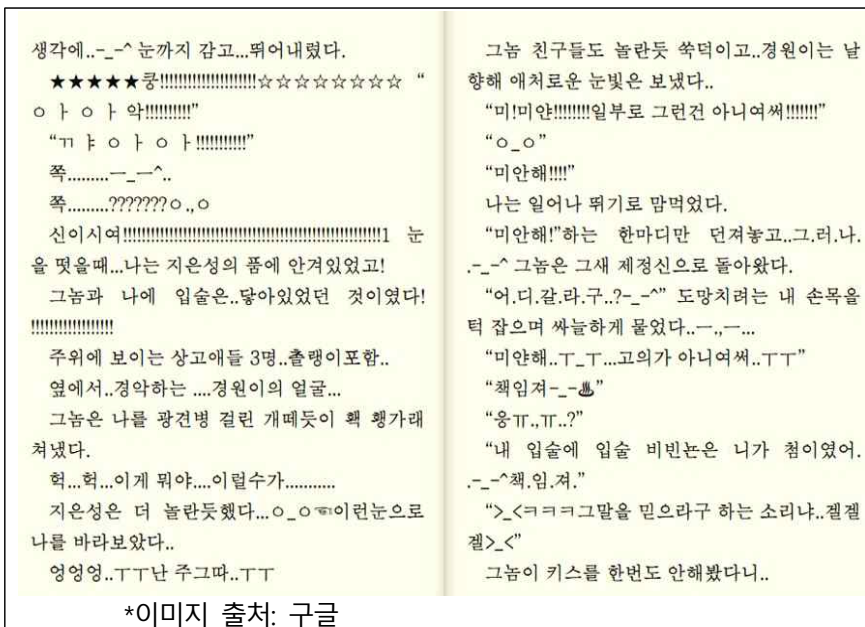 생각에..-_-^ 눈까지 감고...뛰어내렸다.
★★★★★쿵!!!!!!!!!!!!!!!!!!!!!!☆☆☆☆☆☆☆☆ “
ㅇ ㅏ ㅇ ㅏ 악!!!!!!!!!!”
“ㄲ ㅑ ㅇ ㅏ ㅇ ㅏ!!!!!!!!!!!”
쪽.........ㅡ_ㅡ^..
쪽.........???????ㅇ.,ㅇ
신이시여!!!!!!!!!!!!!!!!!!!!!!!!!!!!!!!!!!!!!!!!!!!!!!!!!!!!!!!!!!!1 눈
을 떳을때...나는 지은성의 품에 안겨있었고!
그놈과 나에 입술은..닿아있었던 것이였다!
!!!!!!!!!!!!!!!!!!!
주위에 보이는 상고애들 3명..촐랭이포함..
옆에서..경악하는 ....경원이의 얼굴...
그놈은 나를 광견병 걸린 개떼듯이 홱 횅가래
쳐냈다.
헉...헉...이게 뭐야....이럴수가...........
지은성은 더 놀란듯했다...ㅇ_ㅇ☜이런눈으로
나를 바라보았다..
엉엉엉..ㅜㅜ난 주그따..ㅜㅜ
그놈 친구들도 놀란듯 쑥덕이고..경원이는 날
향해 애처로운 눈빛은 보냈다..
“미!미얀!!!!!!!!일부로 그런건 아니여써!!!!!!!”
“ㅇ_ㅇ”
“미안해!!!!”
나는 일어나 뛰기로 맘먹었다.
“미안해!”하는 한마디만 던져놓고..그.러.나.
.-_-^ 그놈은 그새 제정신으로 돌아왔다.
“어.디.갈.라.구..?-_-^” 도망치려는 내 손목을
턱 잡으며 싸늘하게 묻었다..ㅡ.,ㅡ...
“미얀해..ㅜ_ㅜ...고의가 아니여써..ㅜㅜ”
“책임져-_-♨”
“웅ㅠ.,ㅠ..?”
“내 입술에 입술 비빈뇬은 니가 첨이였어.
.-_-^책.임.져.”
“>_<ㅋㅋㅋ그말을 믿으라구 하는 소리냐..젤젤
젤>_<”
그놈이 키스를 한번도 안해봤다니..
*이미지 출처: 구글